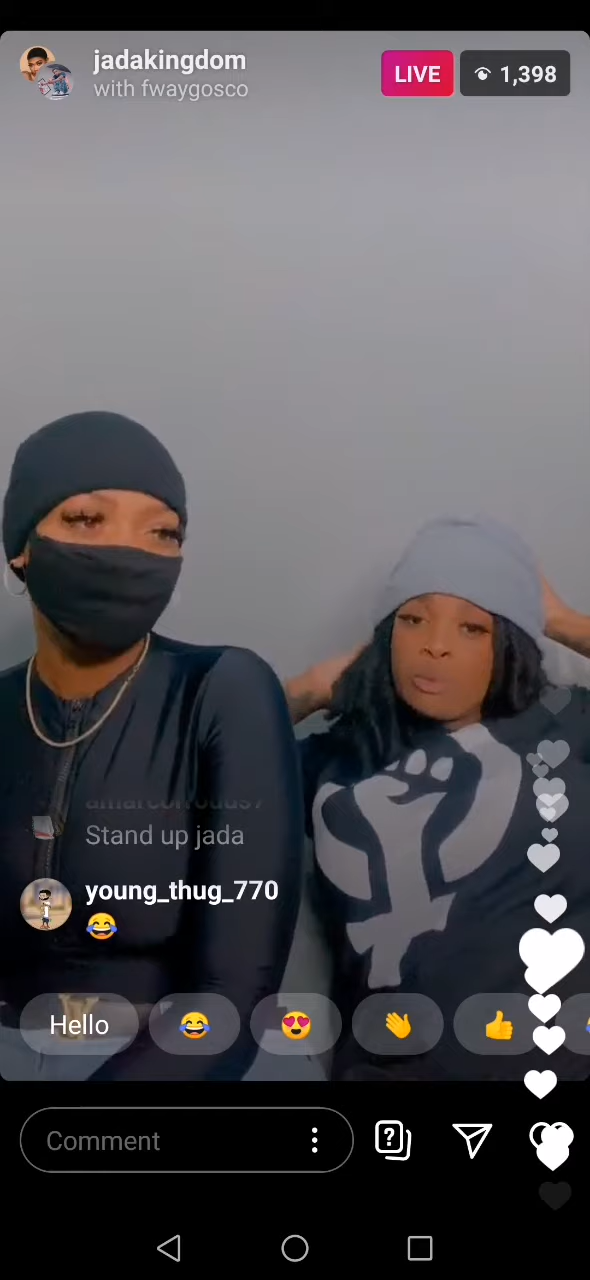 jadakingdom
with fwaygosco
LIVE
1,398
Stand up jada
young_thug_770
😂
Hello 😂 😍 👋 👍
Comment